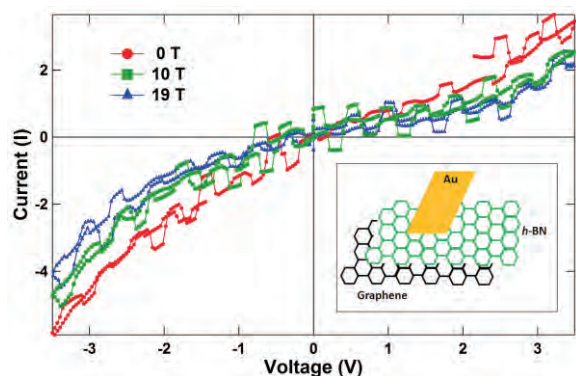 Current (I)
2
0
-2
-4
0 T
10 T
19 T
Au
h-BN
Graphene
-3
-2
-1
0
1
2
3
Voltage (V)